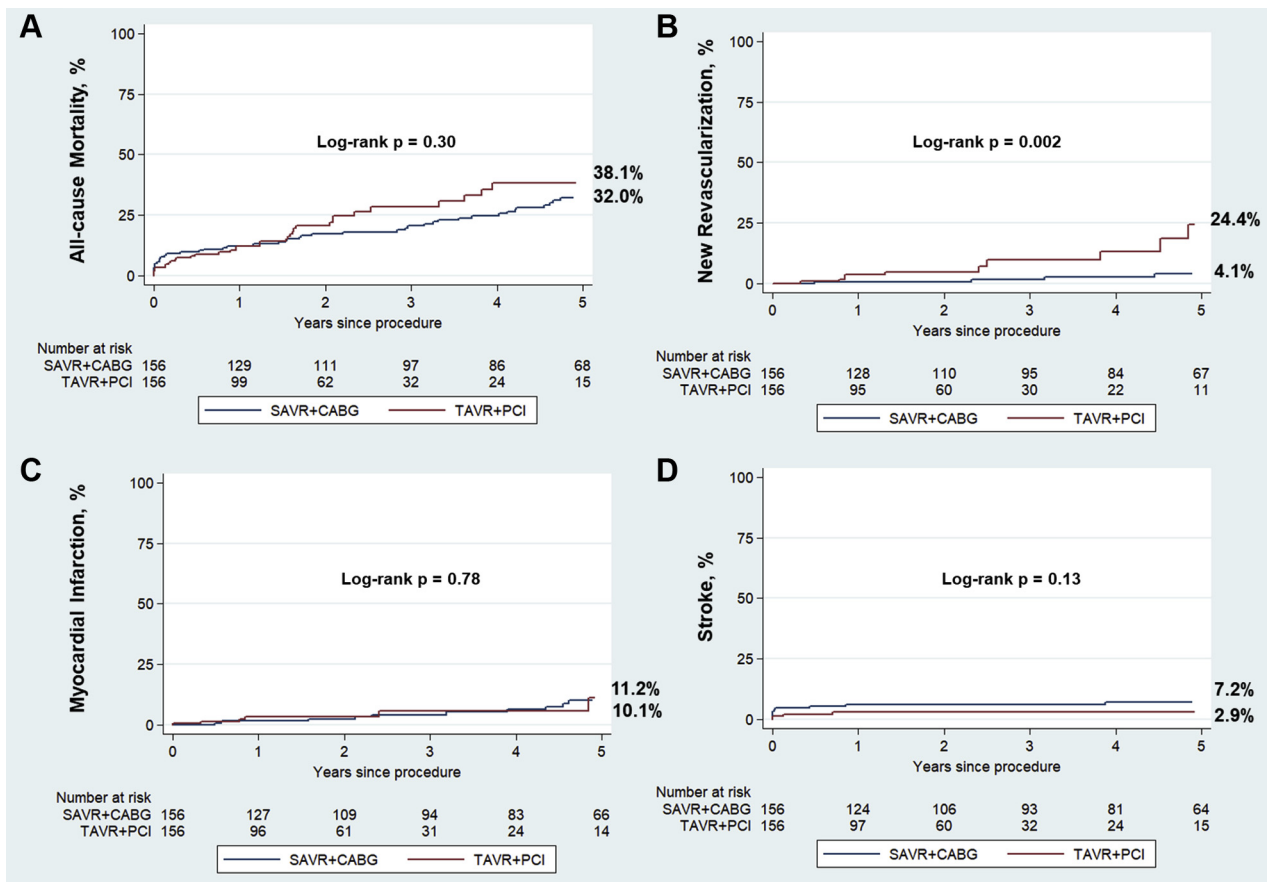 A
All-cause Mortality, %
100
75
50
25
0
Log-rank p = 0.30
38.1%
32.0%
0 1 2 3 4 5
Years since procedure
Number at risk
SAVR+CABG 156 129 111 97 86 68
TAVR+PCI 156 99 62 32 24 15
SAVR+CABG TAVR+PCI
B
New Revascularization, %
100
75
50
25
0
Log-rank p = 0.002
24.4%
4.1%
0 1 2 3 4 5
Years since procedure
Number at risk
SAVR+CABG 156 128 110 95 84 67
TAVR+PCI 156 95 60 30 22 11
SAVR+CABG TAVR+PCI
C
Myocardial Infarction, %
100
75
50
25
0
Log-rank p = 0.78
11.2%
10.1%
0 1 2 3 4 5
Years since procedure
Number at risk
SAVR+CABG 156 127 109 94 83 66
TAVR+PCI 156 96 61 31 24 14
SAVR+CABG TAVR+PCI
D
Stroke, %
100
75
50
25
0
Log-rank p = 0.13
7.2%
2.9%
0 1 2 3 4 5
Years since procedure
Number at risk
SAVR+CABG 156 124 106 93 81 64
TAVR+PCI 156 97 60 32 24 15
SAVR+CABG TAVR+PCI